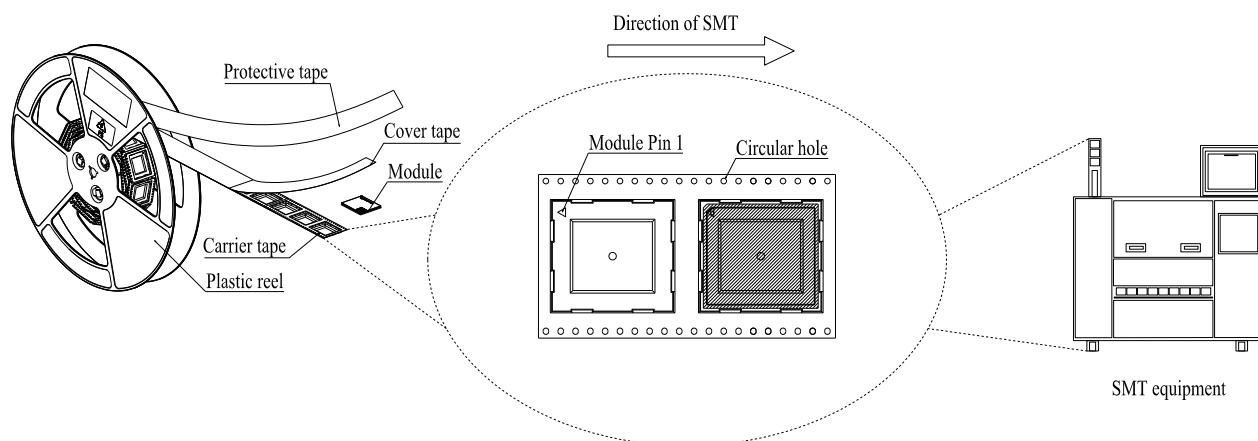 Direction of SMT
Protective tape
Cover tape
Module
Carrier tape
Plastic reel
Module Pin 1
Circular hole
SMT equipment